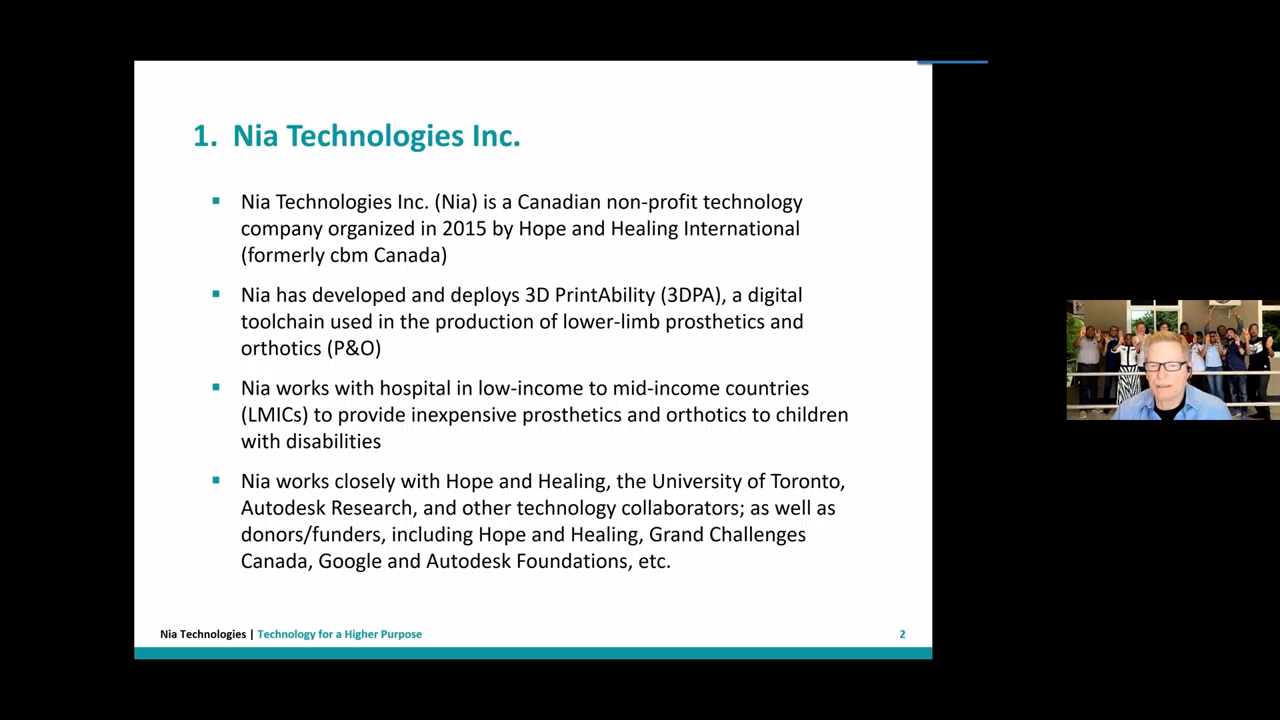 1. Nia Technologies Inc.
▪ Nia Technologies Inc. (Nia) is a Canadian non-profit technology
company organized in 2015 by Hope and Healing International
(formerly cbm Canada)
▪ Nia has developed and deploys 3D PrintAbility (3DPA), a digital
toolchain used in the production of lower-limb prosthetics and
orthotics (P&O)
▪ Nia works with hospital in low-income to mid-income countries
(LMICs) to provide inexpensive prosthetics and orthotics to children
with disabilities
▪ Nia works closely with Hope and Healing, the University of Toronto,
Autodesk Research, and other technology collaborators; as well as
donors/funders, including Hope and Healing, Grand Challenges
Canada, Google and Autodesk Foundations, etc.
Nia Technologies | Technology for a Higher Purpose 2